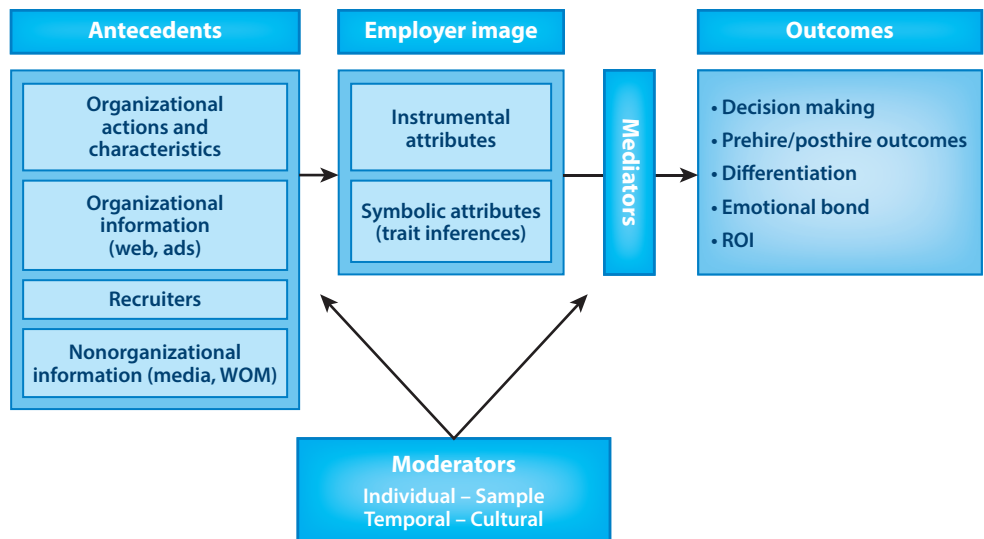 Antecedents
Organizational
actions and
characteristics
Organizational
information
(web, ads)
Recruiters
Nonorganizational
information (media, WOM)
Employer image
Instrumental
attributes
Symbolic attributes
(trait inferences)
Mediators
Outcomes
• Decision making
• Prehire/posthire outcomes
• Differentiation
• Emotional bond
• ROI
Moderators
Individual – Sample
Temporal – Cultural